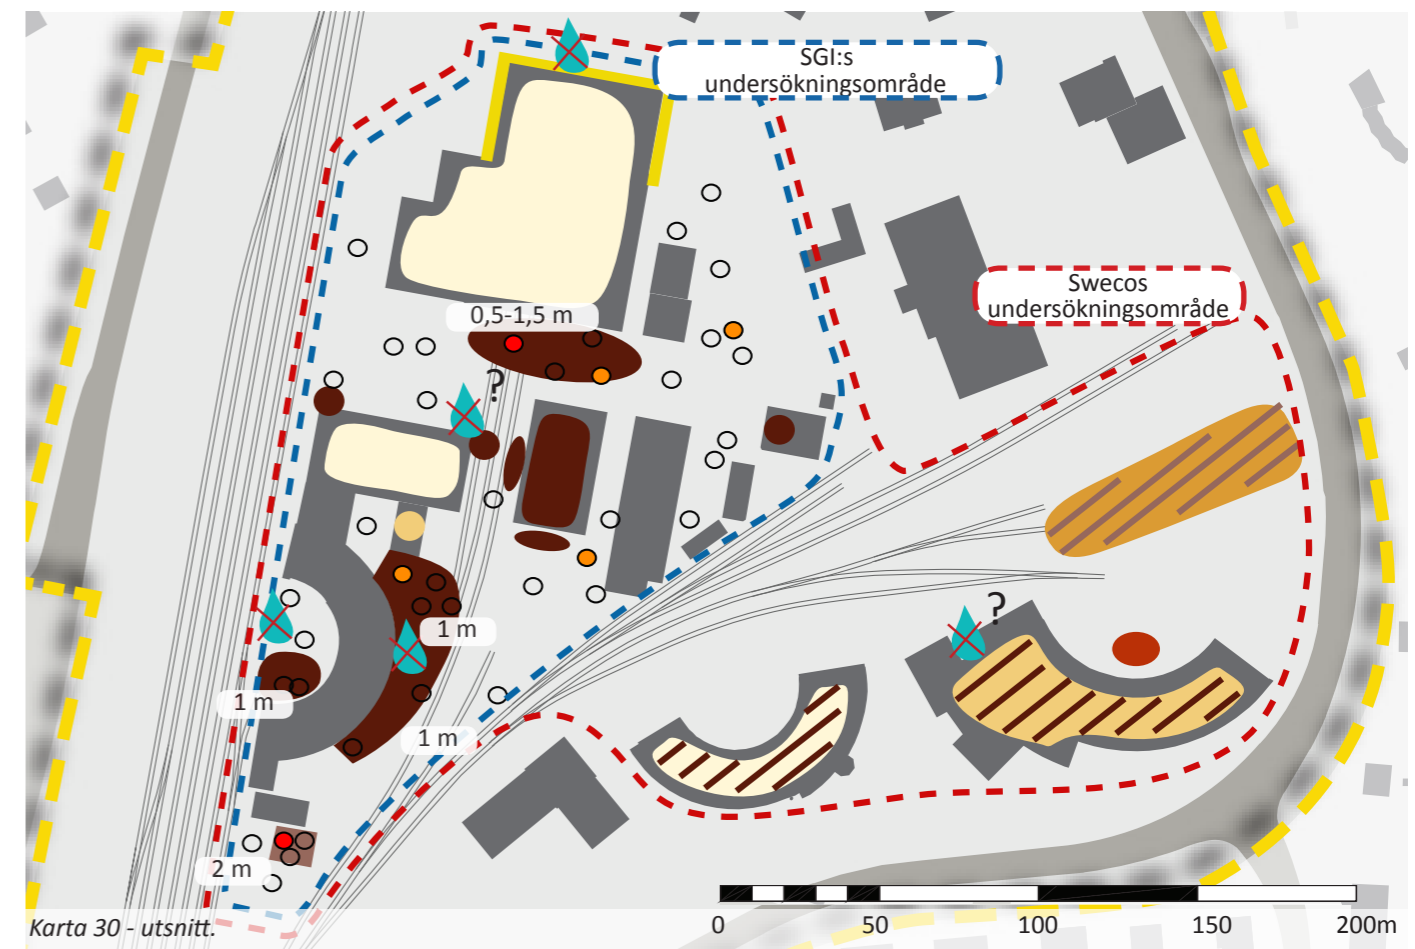 SGI:s
undersökningsområde
Swecos
undersökningsområde
0,5-1,5 m
?
?
1 m
1 m
1 m
2 m
Karta 30 - utsnitt.
0 50 100 150 200m